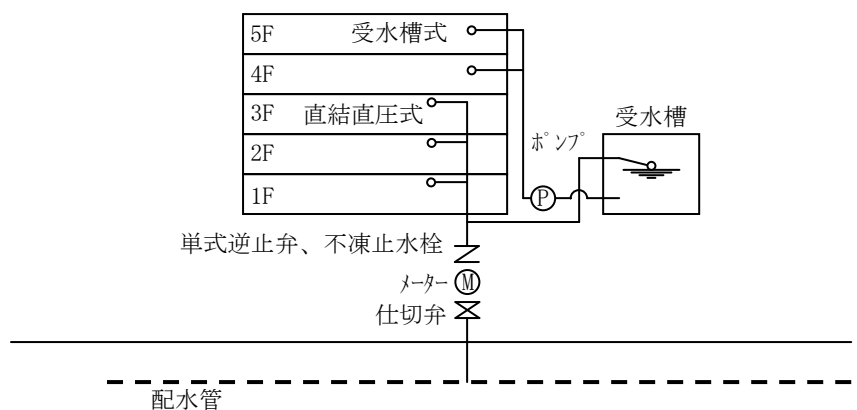 5F 受水槽式
4F
3F 直結直圧式
2F
1F
受水槽
ポンプ
P
単式逆止弁、不凍止水栓
メーター M
仕切弁
配水管